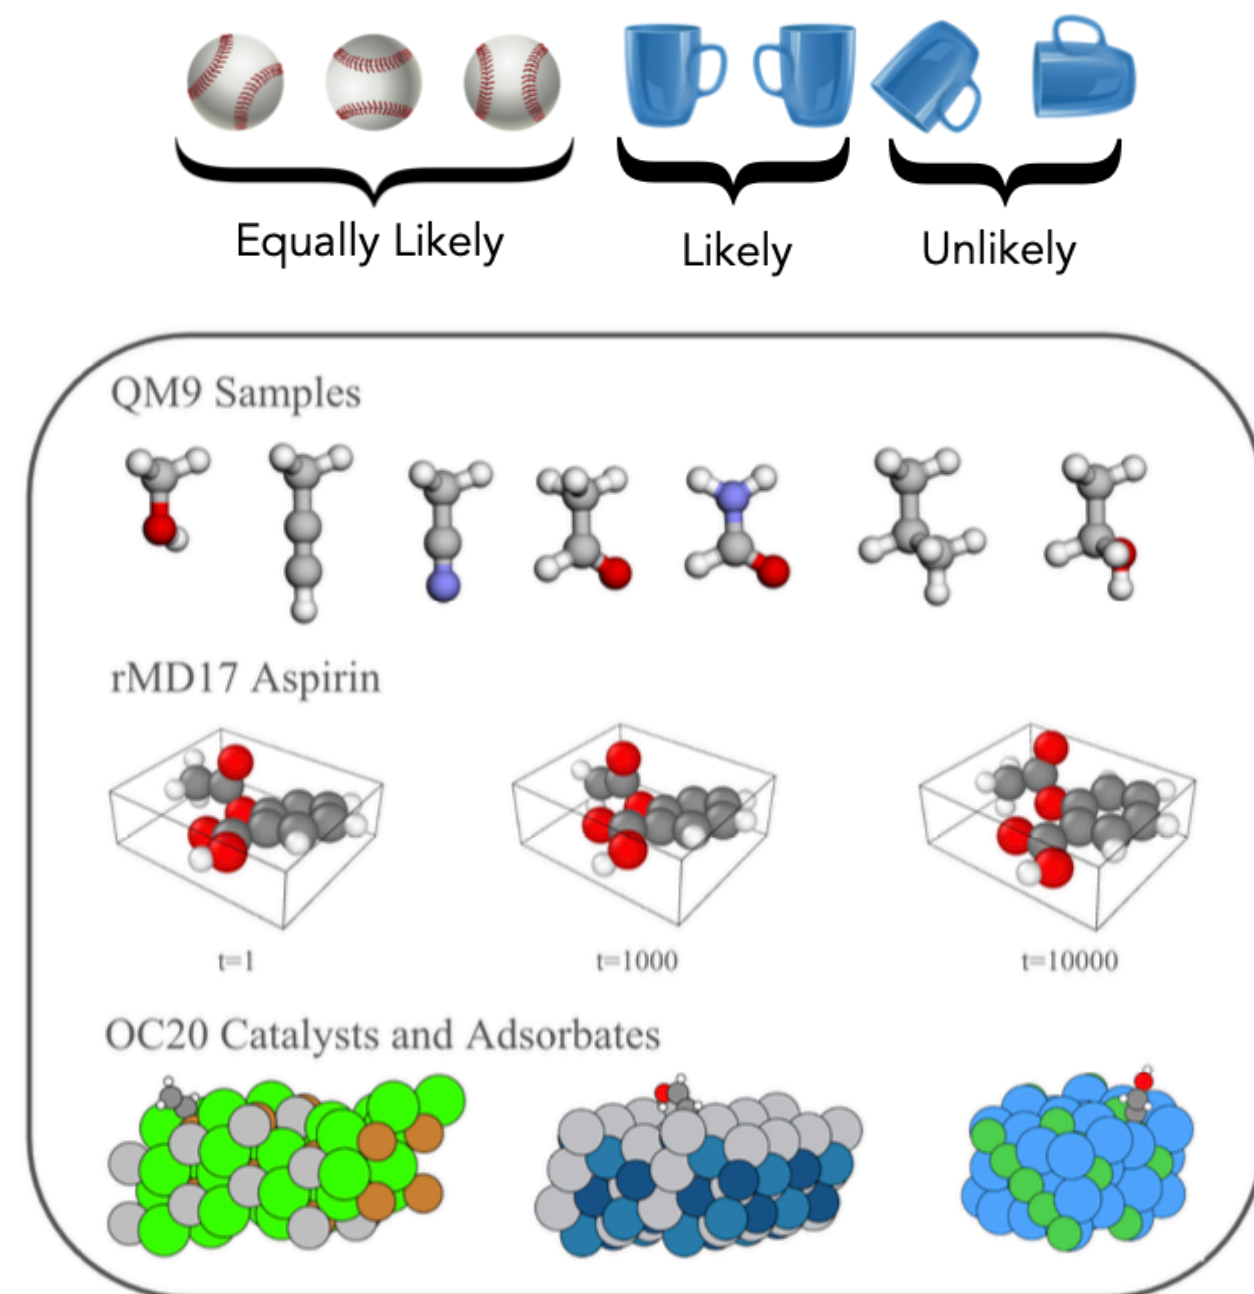 Equally Likely
Likely
Unlikely
QM9 Samples
rMD17 Aspirin
t=1
t=1000
t=10000
OC20 Catalysts and Adsorbates